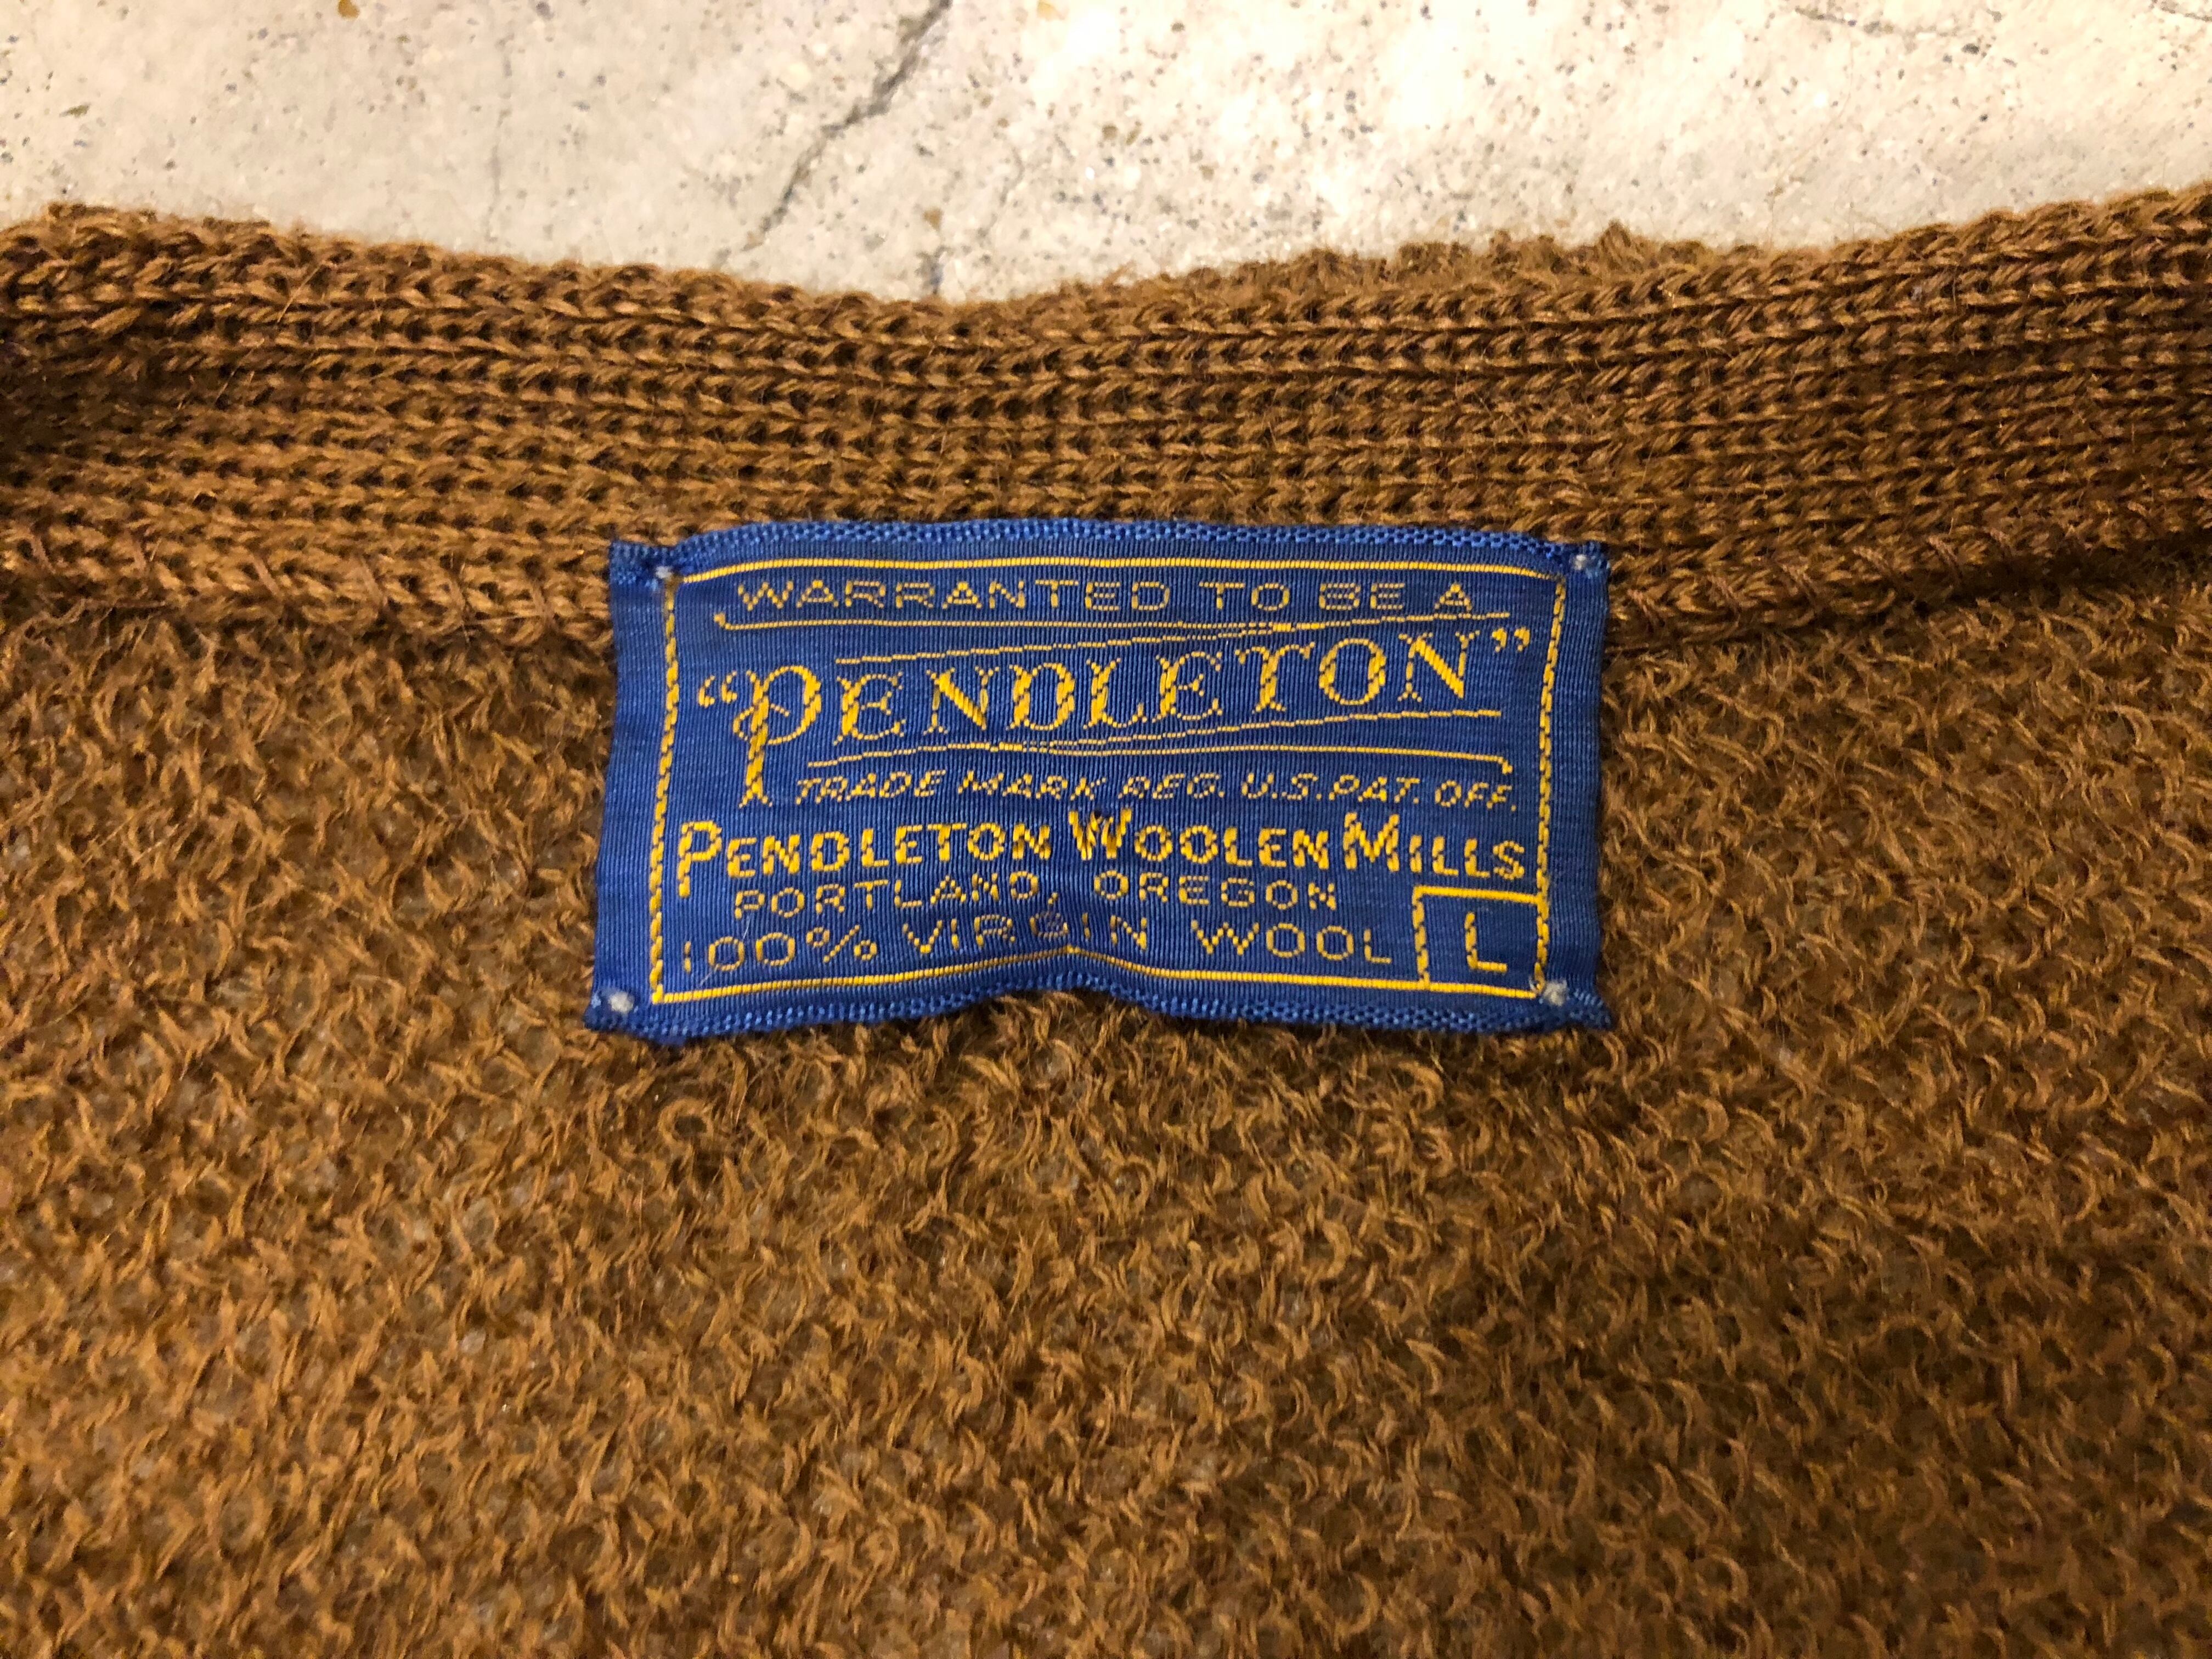 WARRANTED TO BE A
"PENDLETON"
TRADE MARK REG. U.S. PAT. OFF.
PENDLETON WOOLEN MILLS
PORTLAND, OREGON
100% VIRGIN WOOL L